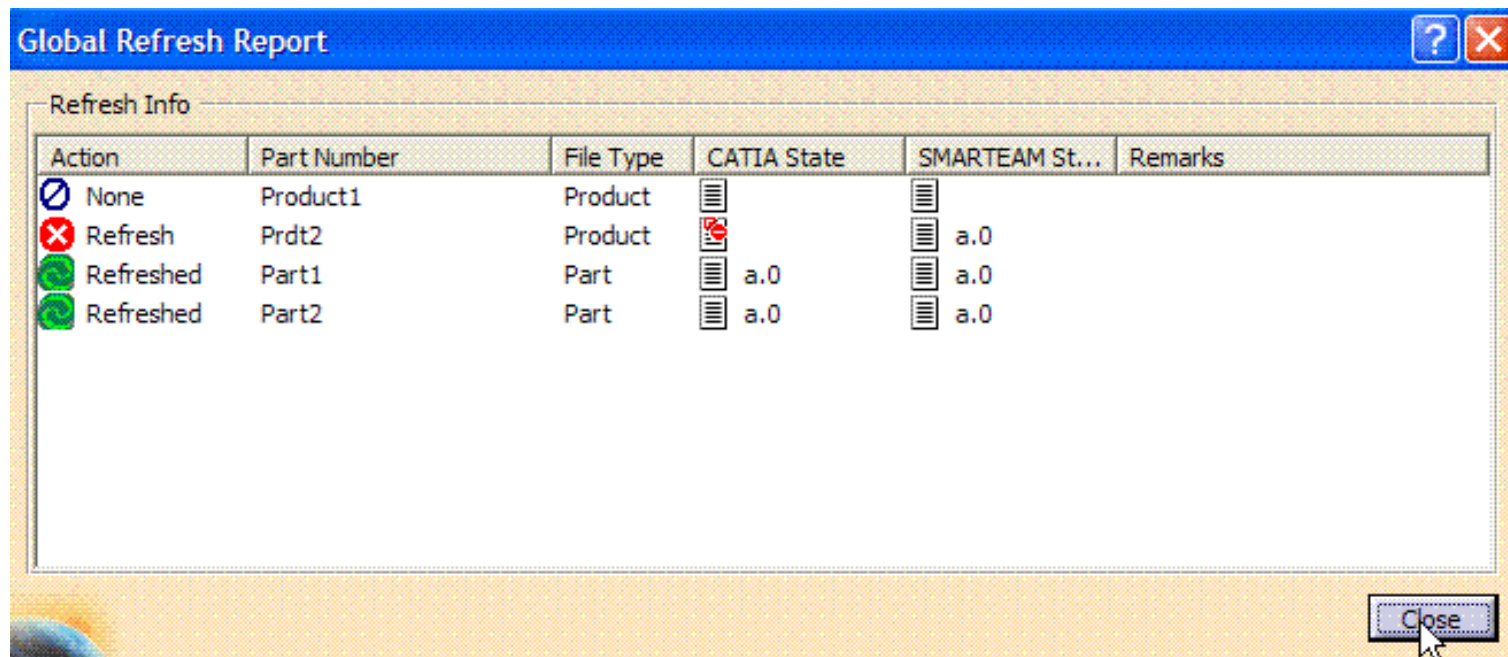 Global Refresh Report
Refresh Info
Action Part Number File Type CATIA State SMARTEAM St... Remarks
None Product1 Product
Refresh Prdt2 Product a.0
Refreshed Part1 Part a.0 a.0
Refreshed Part2 Part a.0 a.0
Close